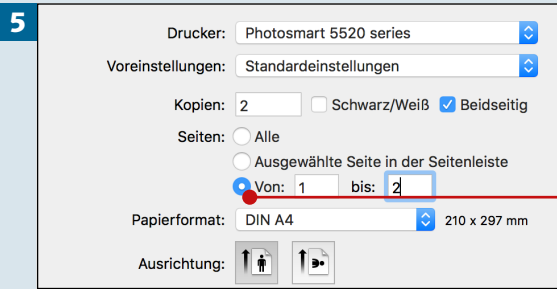 5
Drucker: Photosmart 5520 series
Voreinstellungen: Standardeinstellungen
Kopien: 2 Schwarz/Weiß Beidseitig
Seiten: Alle
Ausgewählte Seite in der Seitenleiste
Von: 1 bis: 2
Papierformat: DIN A4 210 x 297 mm
Ausrichtung: